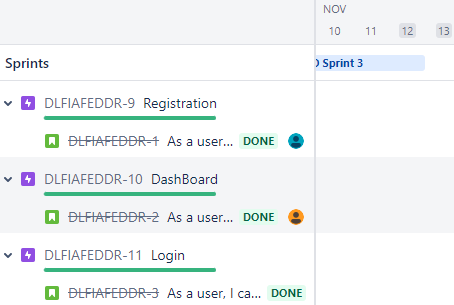 NOV
10 11 12 13
Sprints
Sprint 3
DLFIAFEDDR-9 Registration
DLFIAFEDDR-1 As a user... DONE
DLFIAFEDDR-10 DashBoard
DLFIAFEDDR-2 As a user... DONE
DLFIAFEDDR-11 Login
DLFIAFEDDR-3 As a user, I ca... DONE